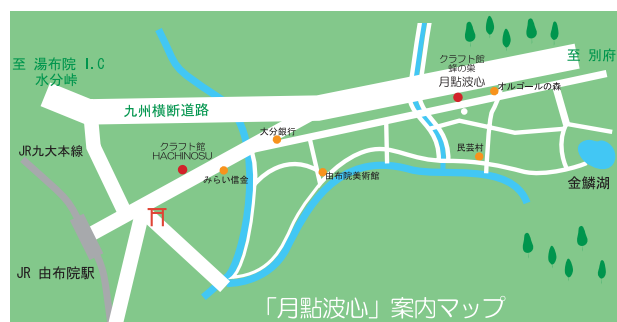 至 湯布院 I.C
水分峠
九州横断道路
クラフト館
蜂の巣
月點波心
オルゴールの森
至 別府
JR九大本線
クラフト館
HACHINOSU
大分銀行
みらい信金
由布院美術館
民芸村
金鱗湖
JR 由布院駅
「月點波心」案内マップ